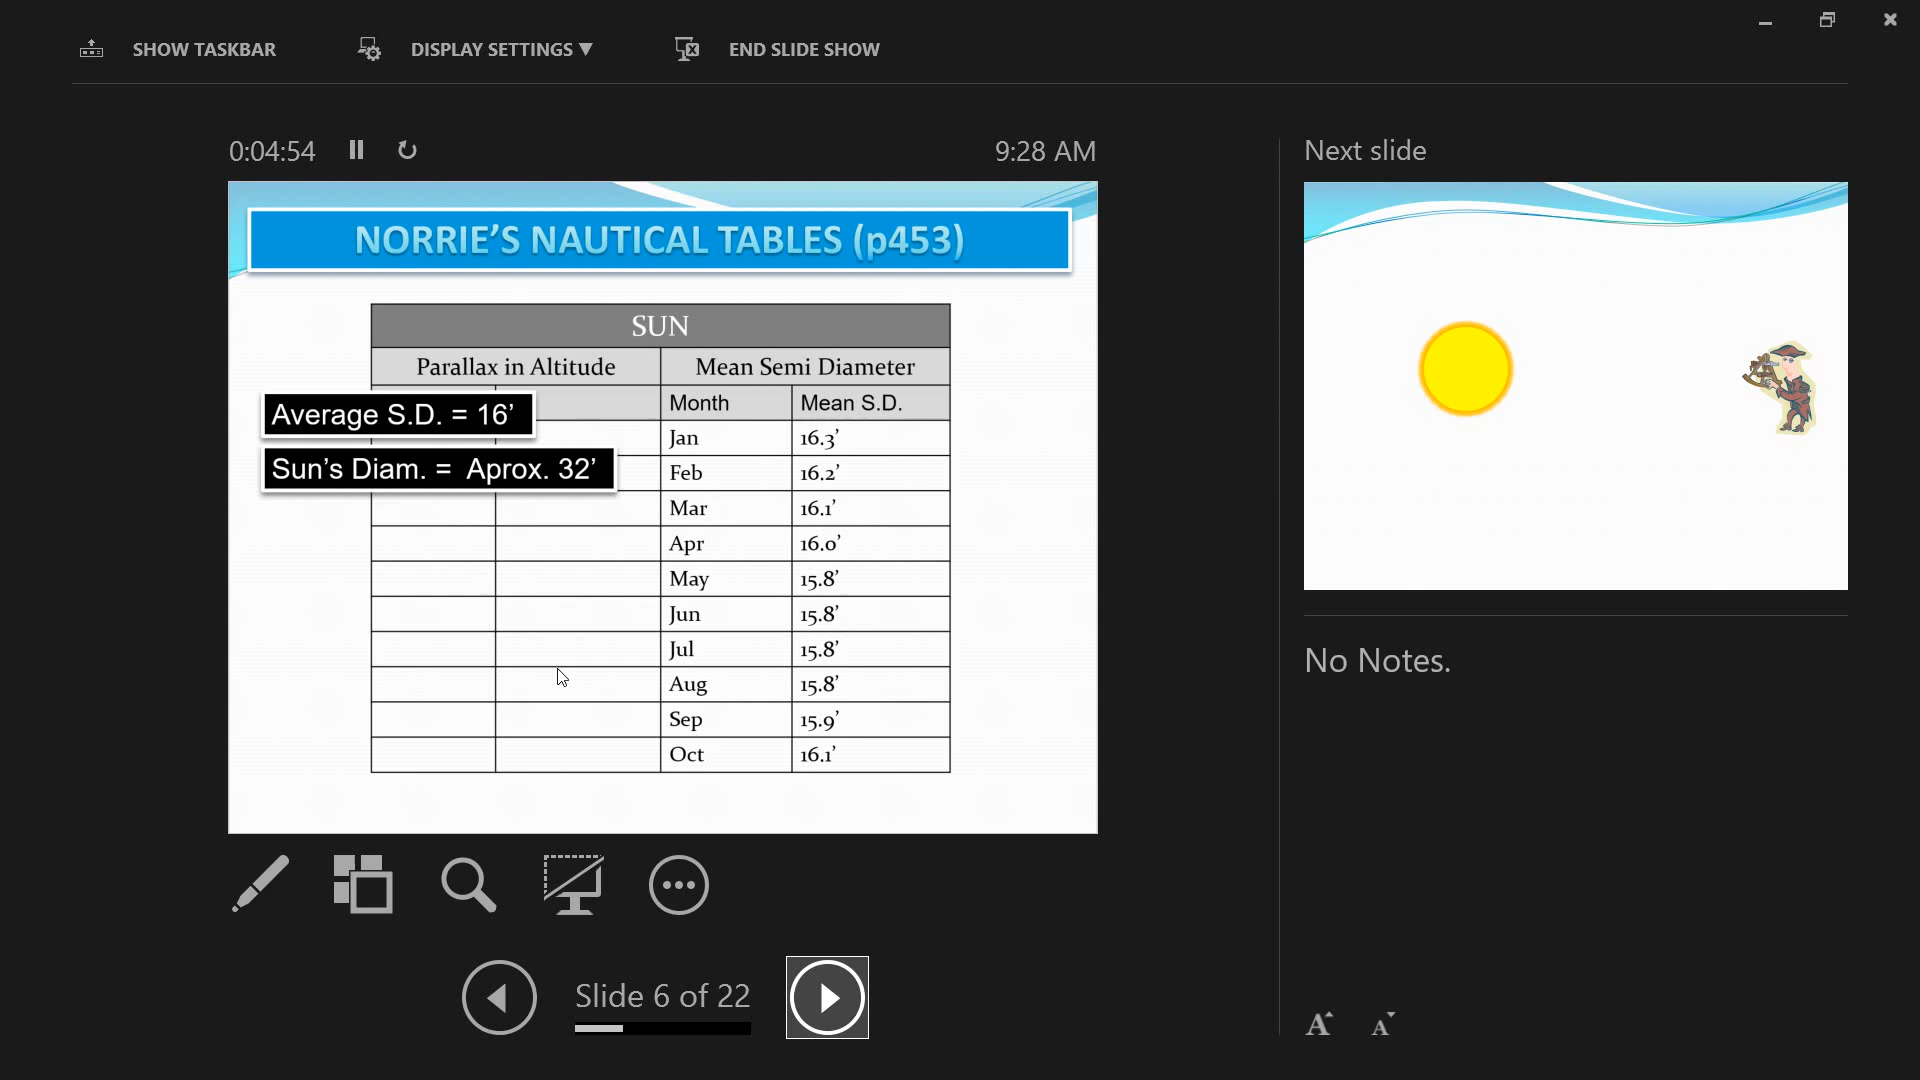 SHOW TASKBAR
DISPLAY SETTINGS ▼
END SLIDE SHOW
0:04:54
9:28 AM
Next slide
NORRIE’S NAUTICAL TABLES (p453)
SUN
Parallax in Altitude Mean Semi Diameter
Month Mean S.D.
Average S.D. = 16’
Jan 16.3’
Sun’s Diam. = Aprox. 32’
Feb 16.2’
Mar 16.1’
Apr 16.0’
May 15.8’
Jun 15.8’
Jul 15.8’
Aug 15.8’
Sep 15.9’
Oct 16.1’
No Notes.
Slide 6 of 22
A A